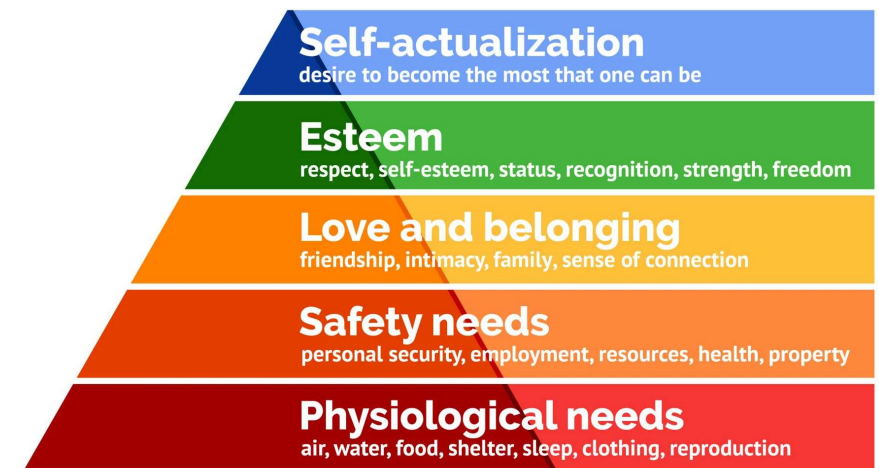 Self-actualization
desire to become the most that one can be
Esteem
respect, self-esteem, status, recognition, strength, freedom
Love and belonging
friendship, intimacy, family, sense of connection
Safety needs
personal security, employment, resources, health, property
Physiological needs
air, water, food, shelter, sleep, clothing, reproduction